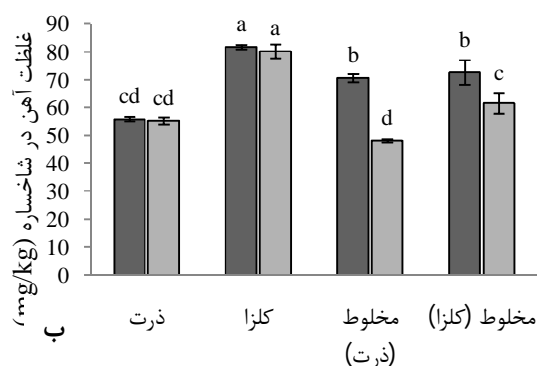 غلظت آهن در شاخساره (mg/kg)
90
80
70
60
50
40
30
20
10
0
cd cd
a a
b d
b c
ذرت
کلزا
مخلوط
(ذرت)
مخلوط (کلزا)
ب